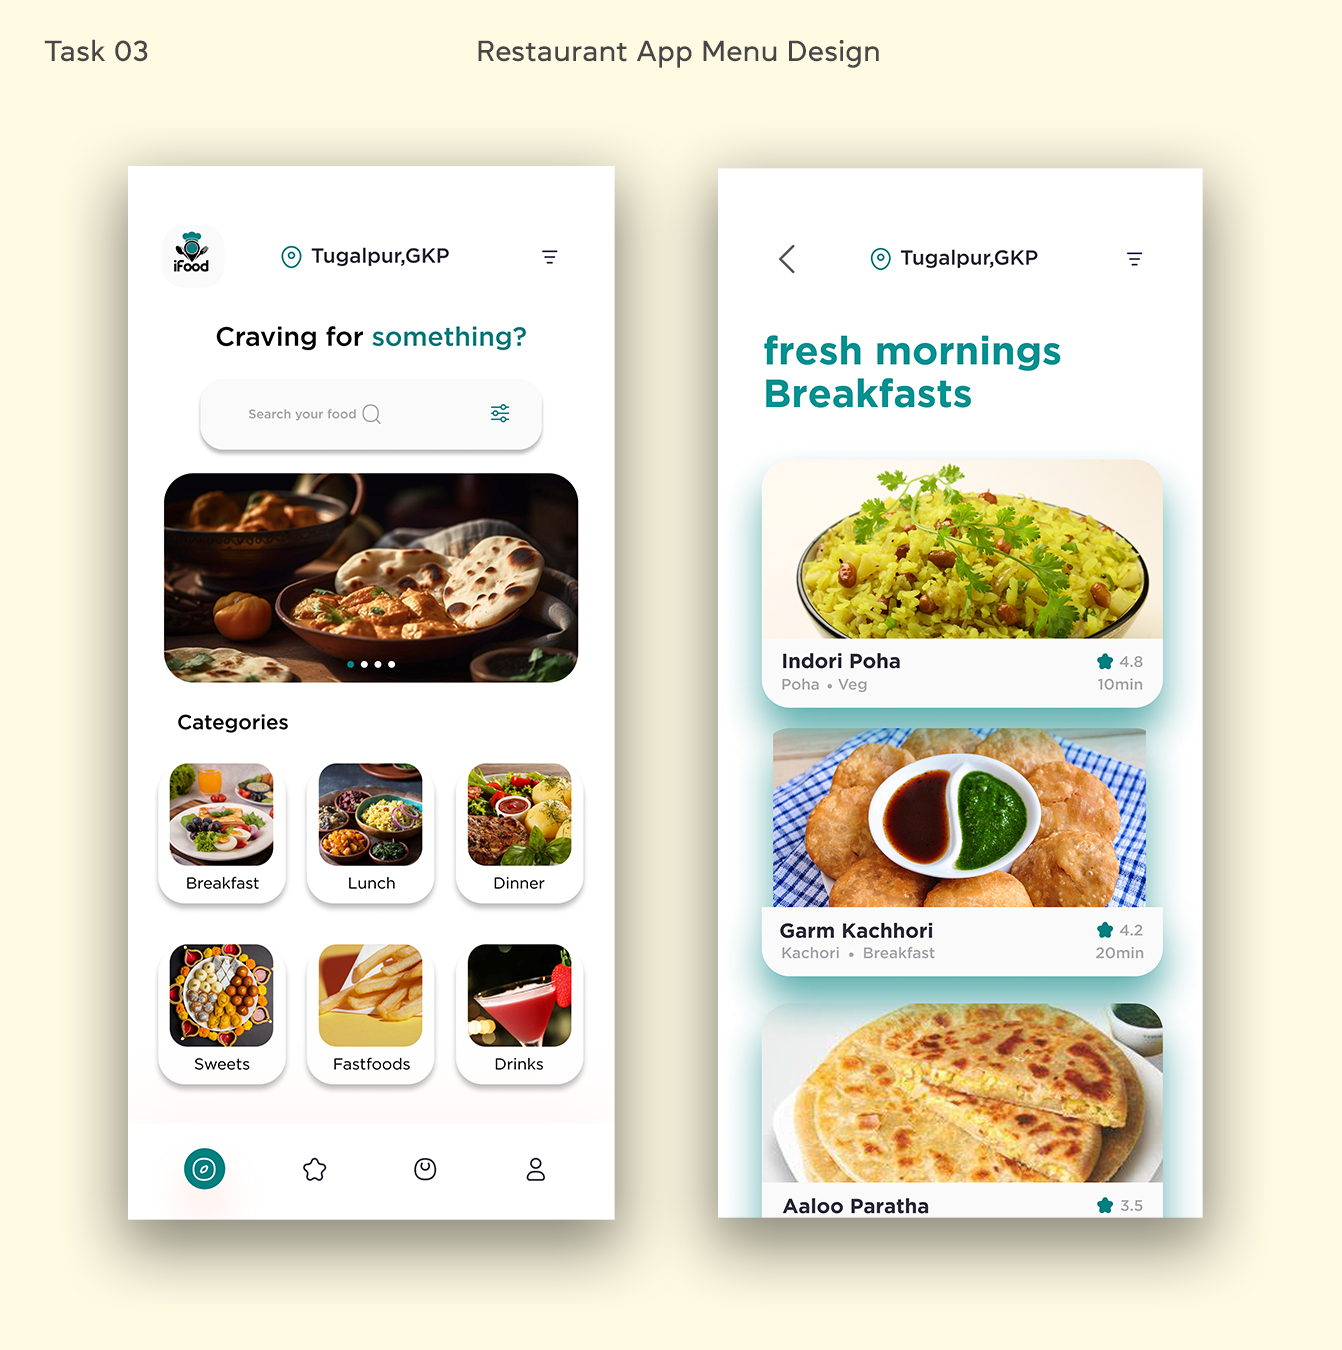 Task 03
Restaurant App Menu Design
iFood
Tugalpur,GKP
Craving for something?
Search your food
Categories
Breakfast
Lunch
Dinner
Sweets
Fastfoods
Drinks
Tugalpur,GKP
fresh mornings
Breakfasts
Indori Poha
4.8
Poha • Veg
10min
Garm Kachhori
4.2
Kachori • Breakfast
20min
Aaloo Paratha
3.5